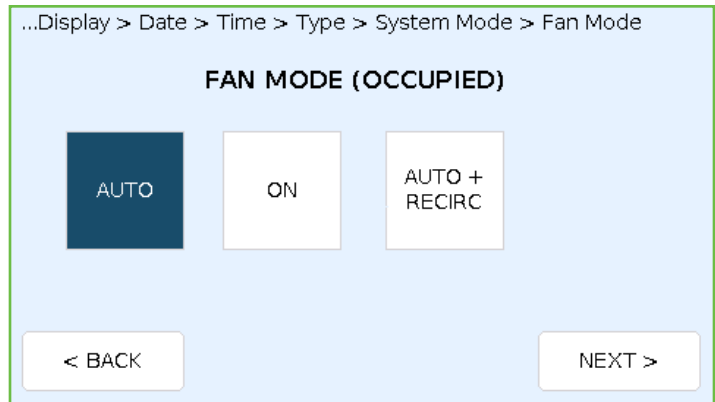 ...Display > Date > Time > Type > System Mode > Fan Mode
FAN MODE (OCCUPIED)
AUTO
ON
AUTO +
RECIRC
< BACK
NEXT >